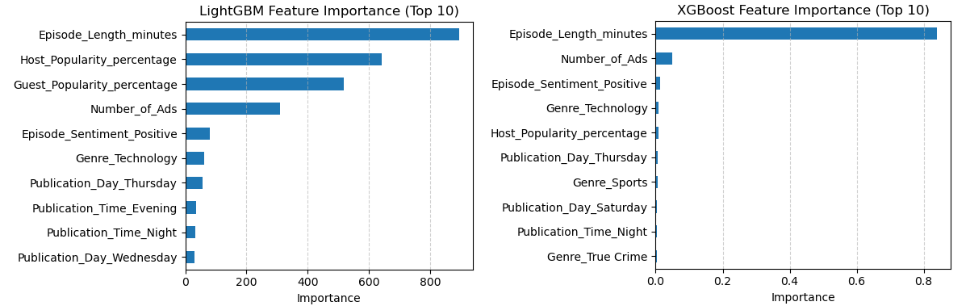 LightGBM Feature Importance (Top 10)
Episode_Length_minutes
Host_Popularity_percentage
Guest_Popularity_percentage
Number_of_Ads
Episode_Sentiment_Positive
Genre_Technology
Publication_Day_Thursday
Publication_Time_Evening
Publication_Time_Night
Publication_Day_Wednesday
0 200 400 600 800
Importance
XGBoost Feature Importance (Top 10)
Episode_Length_minutes
Number_of_Ads
Episode_Sentiment_Positive
Genre_Technology
Host_Popularity_percentage
Publication_Day_Thursday
Genre_Sports
Publication_Day_Saturday
Publication_Time_Night
Genre_True Crime
0.0 0.2 0.4 0.6 0.8
Importance